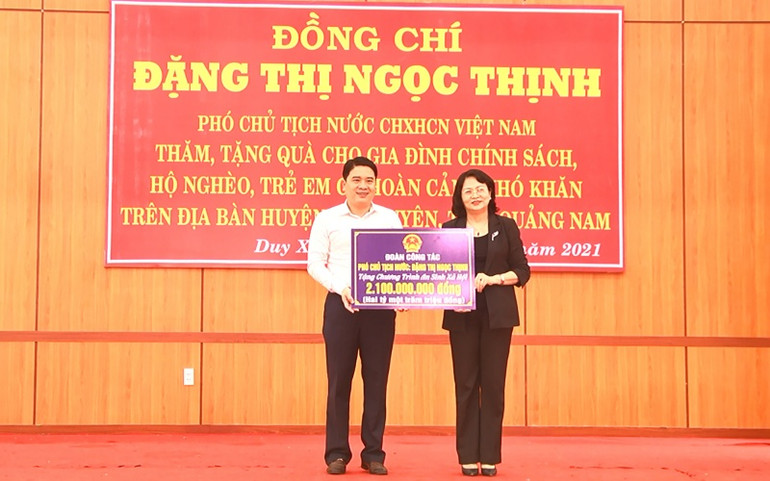 ĐỒNG CHÍ
ĐẶNG THỊ NGỌC THỊNH
PHÓ CHỦ TỊCH NƯỚC CHXHCN VIỆT NAM
THĂM, TẶNG QUÀ CHO GIA ĐÌNH CHÍNH SÁCH,
HỘ NGHÈO, TRẺ EM HOÀN KHĂN
TRÊN ĐỊA BÀN HUYỆN QUẢNG NAM
Duy năm 2021
ĐOÀN CÔNG TÁC
PHÓ CHỦ TỊCH NƯỚC: ĐẶNG THỊ NGỌC THỊNH
Tặng Chương Trình An Sinh Xã Hội
2.100.000.000 đồng
(Hai tỷ một trăm triệu đồng)